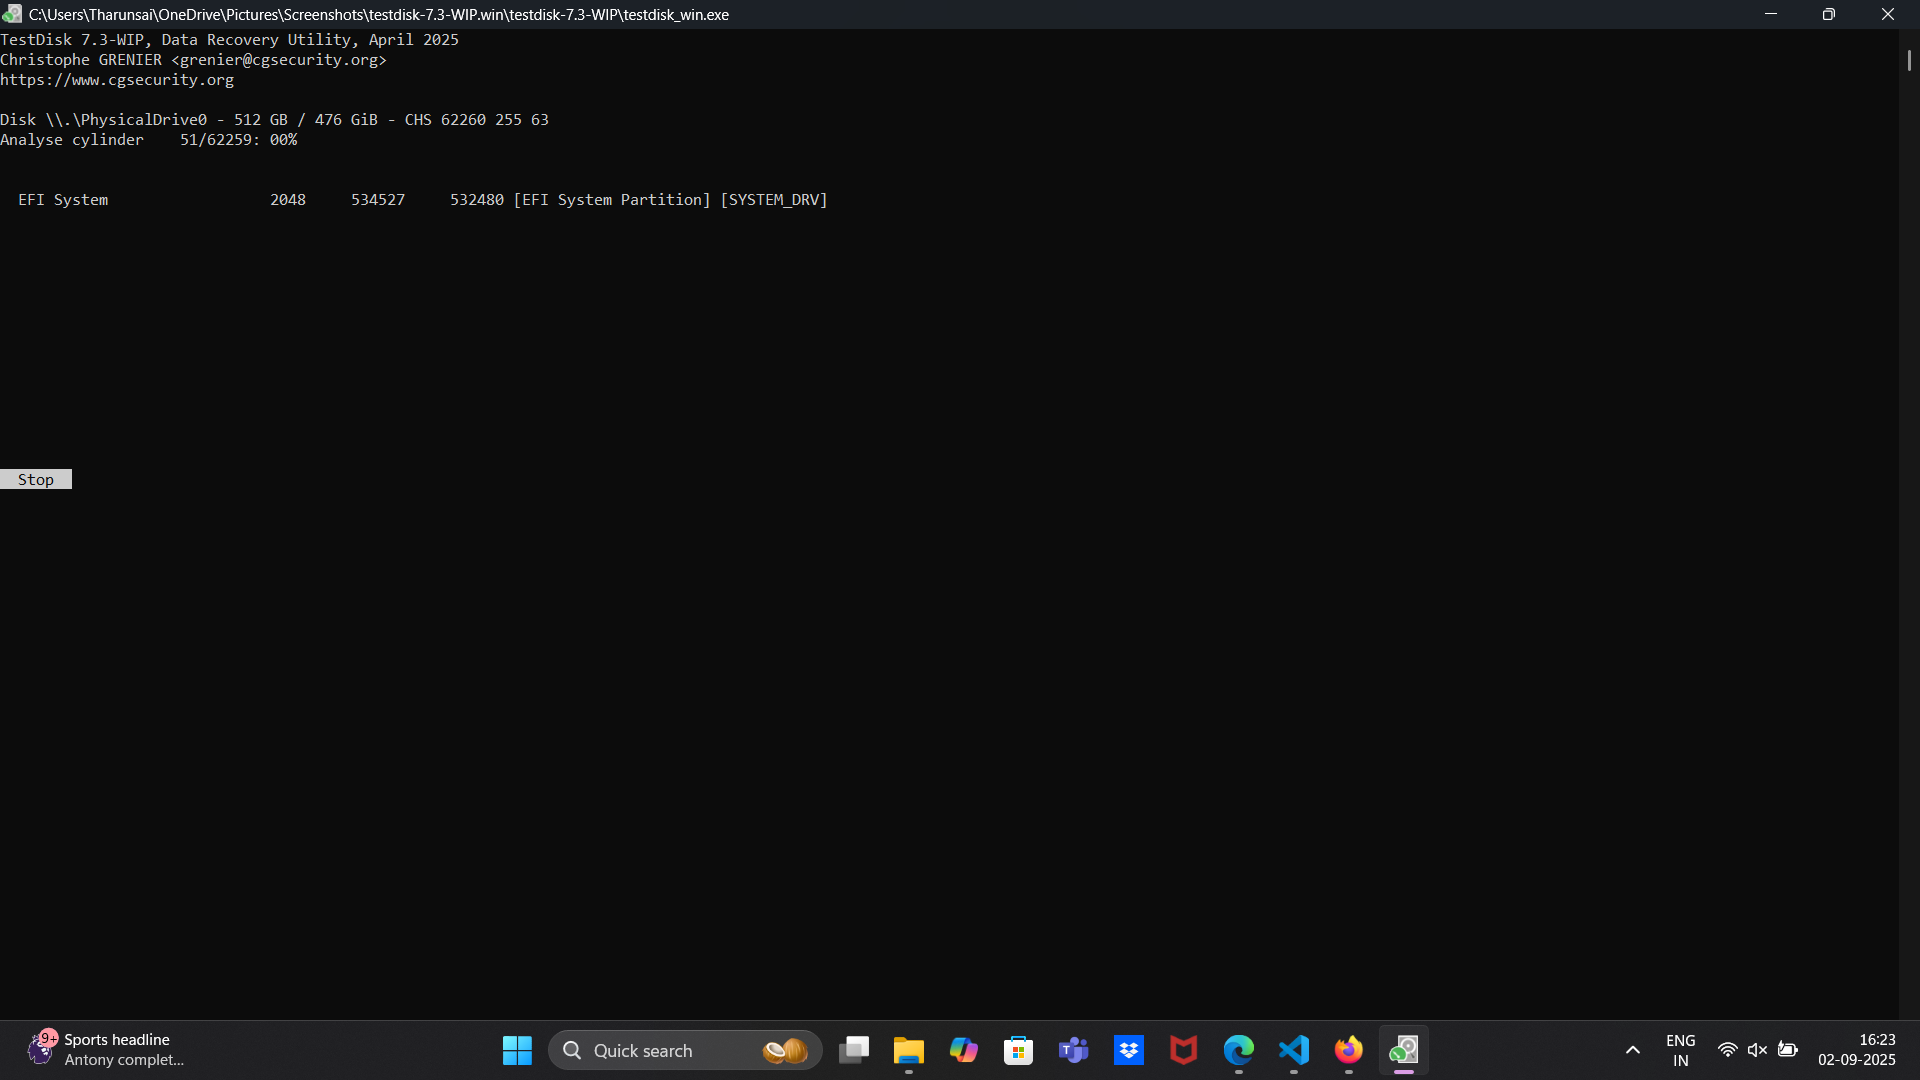 C:\Users\Tharunsai\OneDrive\Pictures\Screenshots\testdisk-7.3-WIP.win\testdisk-7.3-WIP\testdisk_win.exe
TestDisk 7.3-WIP, Data Recovery Utility, April 2025
Christophe GRENIER <grenier@cgsecurity.org>
https://www.cgsecurity.org
Disk \\.\PhysicalDrive0 - 512 GB / 476 GiB - CHS 62260 255 63
Analyse cylinder    51/62259: 00%
EFI System                  2048     534527     532480 [EFI System Partition] [SYSTEM_DRV]
Stop
9+
Sports headline
Antony complet...
Quick search
ENG
IN
16:23
02-09-2025